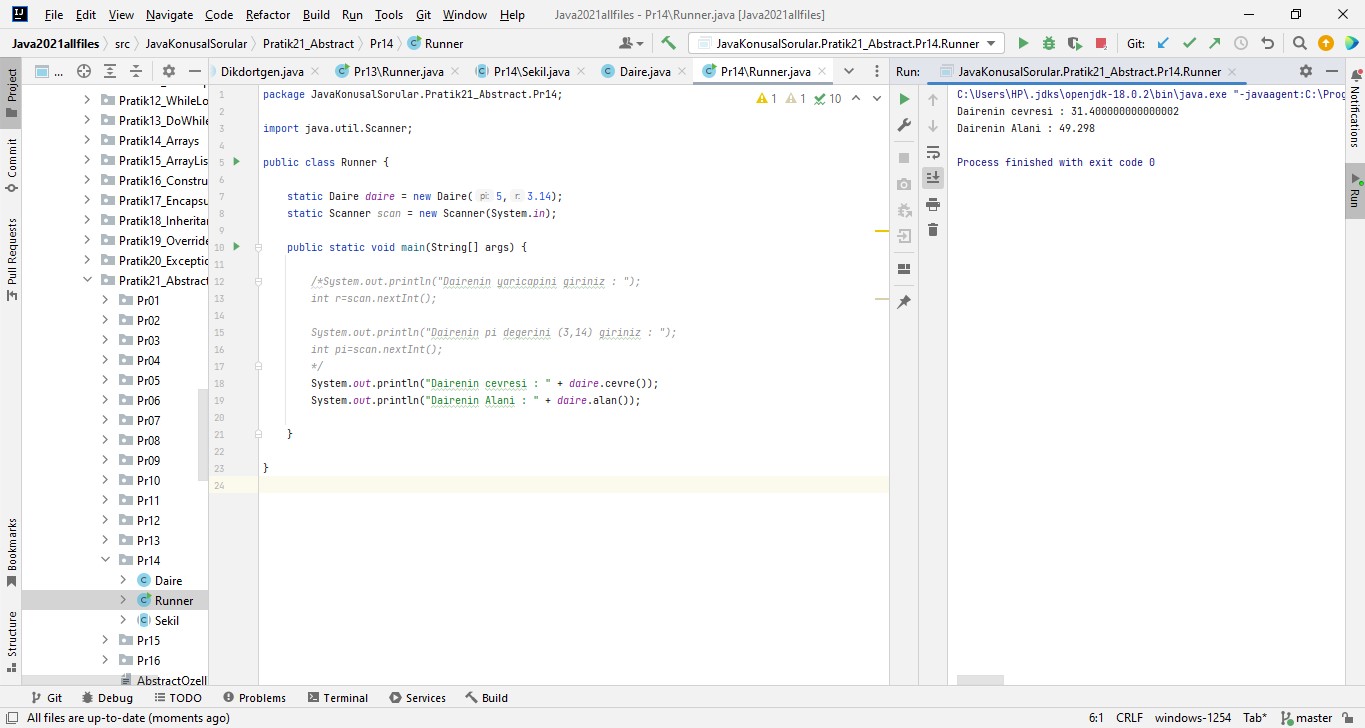 File Edit View Navigate Code Refactor Build Run Tools Git Window Help Java2021allfiles - Pr14\Runner.java [Java2021allfiles]
Java2021allfiles src JavaKonusalSorular Pratik21_Abstract Pr14 Runner JavaKonusalSorular.Pratik21_Abstract.Pr14.Runner Git:
... Dikdortgen.java Pr13\Runner.java Pr14\Sekil.java Daire.java Pr14\Runner.java Run: JavaKonusalSorular.Pratik21_Abstract.Pr14.Runner
Project
Commit
Pull Requests
Bookmarks
Structure
Pratik12_WhileLo
Pratik13_DoWhile
Pratik14_Arrays
Pratik15_ArrayLis
Pratik16_Constru
Pratik17_Encapsu
Pratik18_Inheritar
Pratik19_Override
Pratik20_Exceptic
Pratik21_Abstract
Pr01
Pr02
Pr03
Pr04
Pr05
Pr06
Pr07
Pr08
Pr09
Pr10
Pr11
Pr12
Pr13
Pr14
Daire
Runner
Sekil
Pr15
Pr16
AbstractOzell
1 package JavaKonusalSorular.Pratik21_Abstract.Pr14;
1 1 10
2
3 import java.util.Scanner;
4
5 public class Runner {
6
7 static Daire daire = new Daire( pi: 5, r: 3.14);
8 static Scanner scan = new Scanner(System.in);
9
10 public static void main(String[] args) {
11
12 /*System.out.println("Dairenin yaricapini giriniz : ");
13 int r=scan.nextInt();
14
15 System.out.println("Dairenin pi degerini (3,14) giriniz : ");
16 int pi=scan.nextInt();
17 */
18 System.out.println("Dairenin cevresi : " + daire.cevre());
19 System.out.println("Dairenin Alani : " + daire.alan());
20
21 }
22
23 }
24
C:\Users\HP\.jdks\openjdk-18.0.2\bin\java.exe "-javaagent:C:\Prog
Dairenin cevresi : 31.400000000000002
Dairenin Alani : 49.298
Process finished with exit code 0
Notifications
Run
Git Debug TODO Problems Terminal Services Build
All files are up-to-date (moments ago) 6:1 CRLF windows-1254 Tab* master